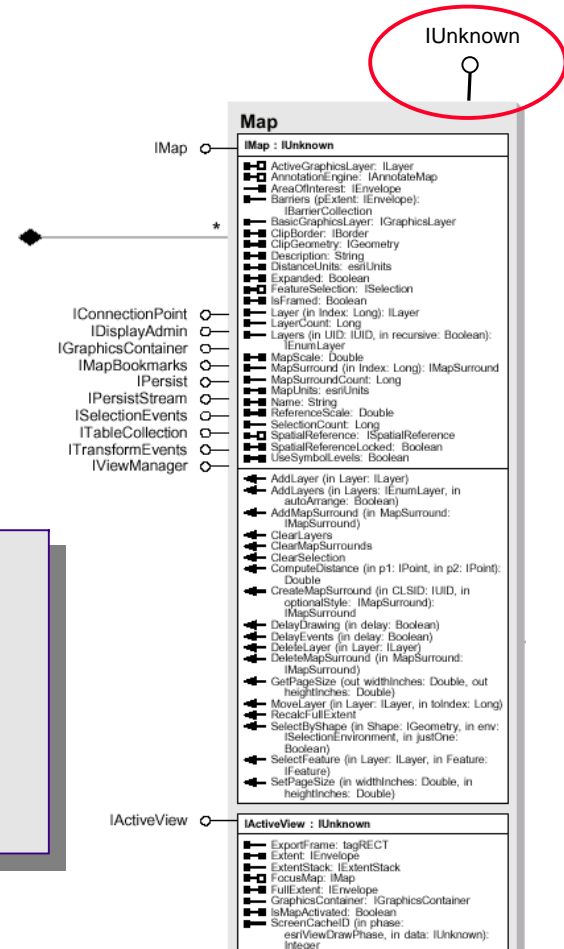 IUnknown
Map
IMap
IMap : IUnknown
ActiveGraphicsLayer: ILayer
AnnotationEngine: IAnnotateMap
AreaOfInterest: IEnvelope
Barriers (pExtent: IEnvelope):
IBarrierCollection
BasicGraphicsLayer: IGraphicsLayer
ClipBorder: IBorder
ClipGeometry: IGeometry
Description: String
DistanceUnits: esriUnits
Expanded: Boolean
FeatureSelection: ISelection
IsFramed: Boolean
Layer (in Index: Long): ILayer
LayerCount: Long
Layers (in UID: IUID, in recursive: Boolean):
IEnumLayer
MapScale: Double
MapSurround (in Index: Long): IMapSurround
MapSurroundCount: Long
MapUnits: esriUnits
Name: String
ReferenceScale: Double
SelectionCount: Long
SpatialReference: ISpatialReference
SpatialReferenceLocked: Boolean
UseSymbolLevels: Boolean
*
IConnectionPoint
IDisplayAdmin
IGraphicsContainer
IMapBookmarks
IPersist
IPersistStream
ISelectionEvents
ITableCollection
ITransformEvents
IViewManager
AddLayer (in Layer: ILayer)
AddLayers (in Layers: IEnumLayer, in
autoArrange: Boolean)
AddMapSurround (in MapSurround:
IMapSurround)
ClearLayers
ClearMapSurrounds
ClearSelection
ComputeDistance (in p1: IPoint, in p2: IPoint):
Double
CreateMapSurround (in CLSID: IUID, in
optionalStyle: IMapSurround):
IMapSurround
DelayDrawing (in delay: Boolean)
DelayEvents (in delay: Boolean)
DeleteLayer (in Layer: ILayer)
DeleteMapSurround (in MapSurround:
IMapSurround)
GetPageSize (out widthInches: Double, out
heightInches: Double)
MoveLayer (in Layer: ILayer, in toIndex: Long)
RecalcFullExtent
SelectByShape (in Shape: IGeometry, in env:
ISelectionEnvironment, in justOne:
Boolean)
SelectFeature (in Layer: ILayer, in Feature:
IFeature)
SetPageSize (in widthInches: Double, in
heightInches: Double)
IActiveView
IActiveView : IUnknown
ExportFrame: tagRECT
Extent: IEnvelope
ExtentStack: IExtentStack
FocusMap: IMap
FullExtent: IEnvelope
GraphicsContainer: IGraphicsContainer
IsMapActivated: Boolean
ScreenCacheID (in phase:
esriViewDrawPhase, in data: IUnknown):
Integer